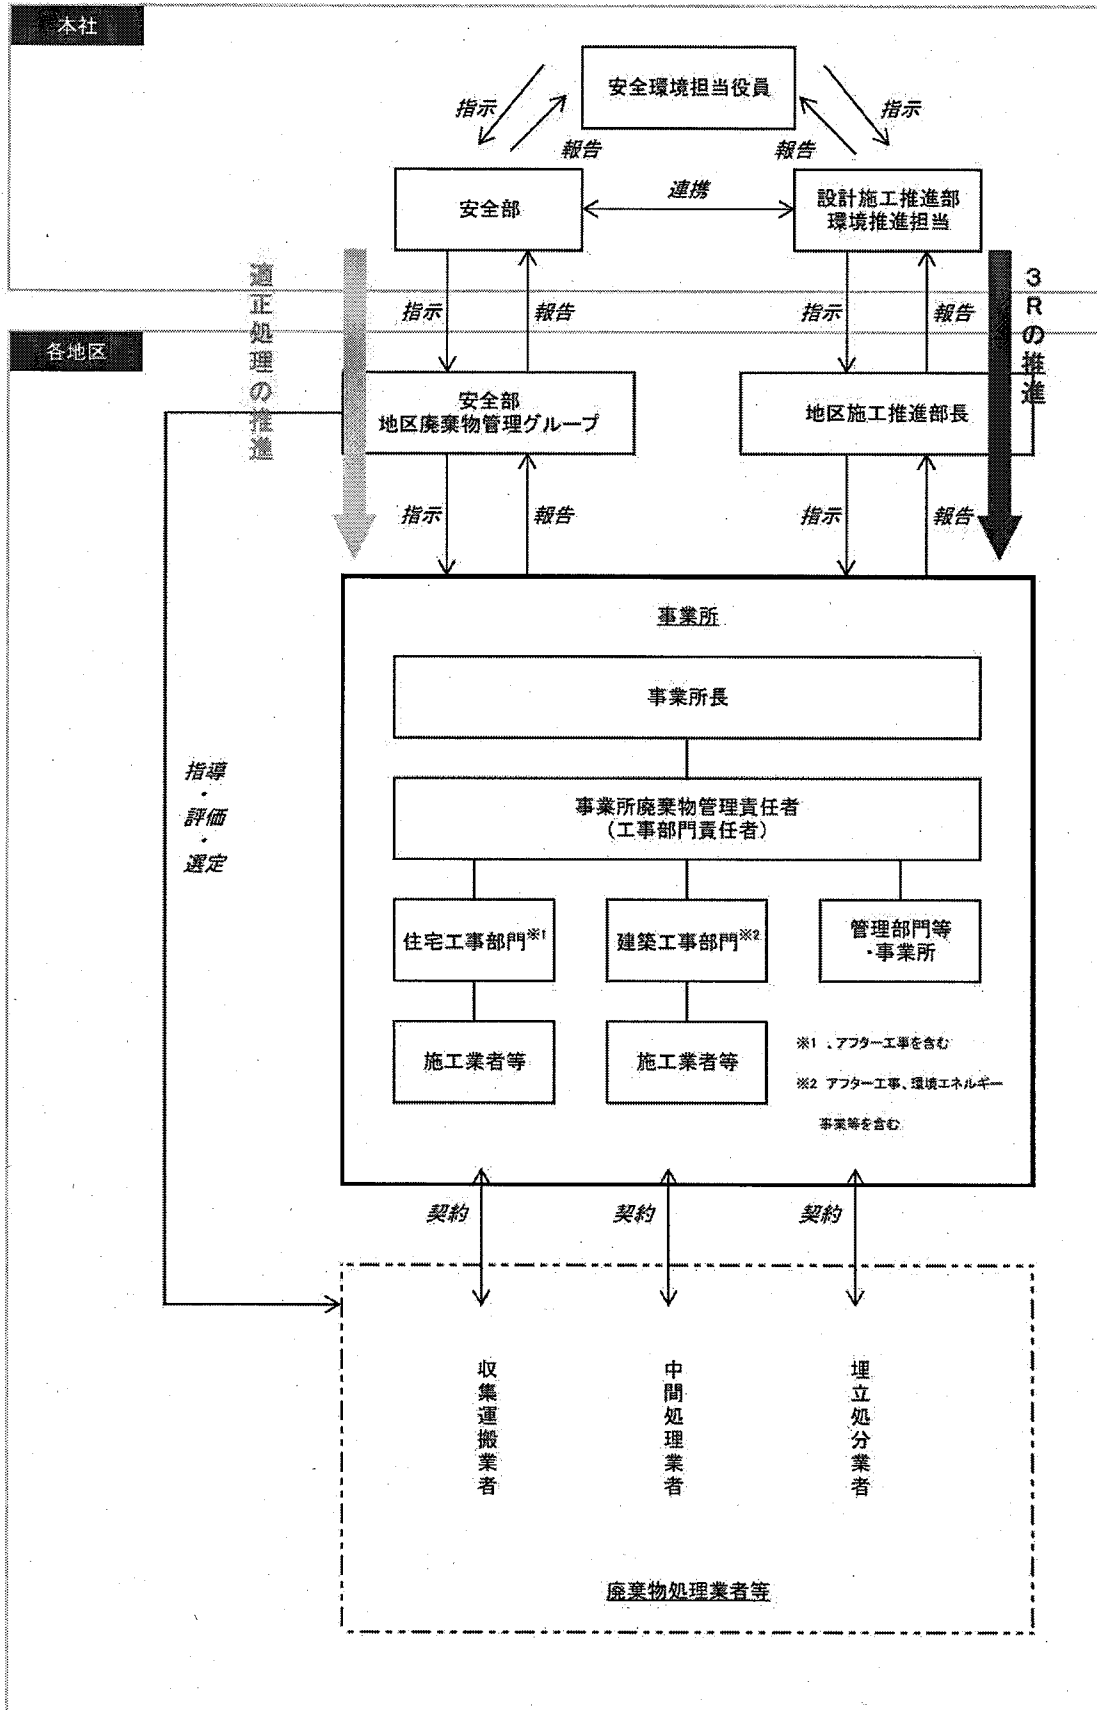 本社
安全環境担当役員
指示
報告
報告
指示
安全部
連携
設計施工推進部
環境推進担当
適正処理の推進
指示
報告
指示
報告
3Rの推進
各地区
安全部
地区廃棄物管理グループ
地区施工推進部長
指示
報告
指示
報告
事業所
事業所長
指導
・
評価
・
選定
事業所廃棄物管理責任者
(工事部門責任者)
住宅工事部門※1
建築工事部門※2
管理部門等
・事業所
施工業者等
施工業者等
※1 、アフター工事を含む
※2 アフター工事、環境エネルギー
事業等を含む
契約
契約
契約
収集運搬業者
中間処理業者
埋立処分業者
廃棄物処理業者等